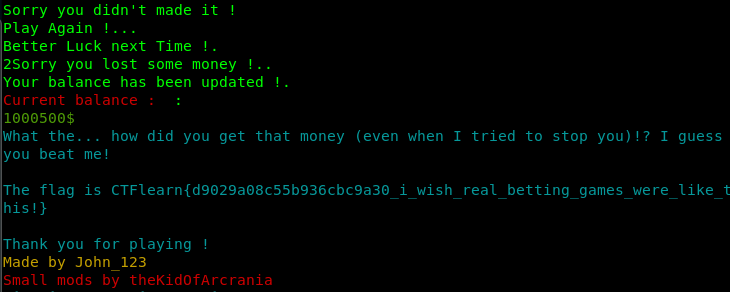 Sorry you didn't made it !
Play Again !...
Better Luck next Time !.
2Sorry you lost some money !..
Your balance has been updated !.
Current balance :  :
1000500$
What the... how did you get that money (even when I tried to stop you)!? I guess
you beat me!
The flag is CTFlearn{d9029a08c55b936cbc9a30_i_wish_real_betting_games_were_like_t
his!}
Thank you for playing !
Made by John_123
Small mods by theKidOfArcrania